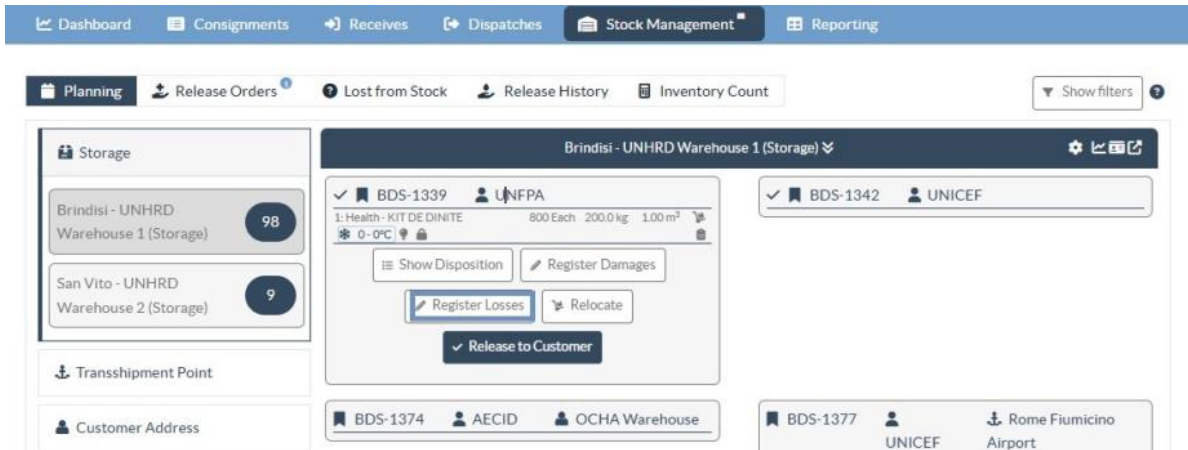 Dashboard Consignments Receives Dispatches Stock Management Reporting
Planning Release Orders 1 Lost from Stock Release History Inventory Count Show filters ?
Storage
Brindisi - UNHRD
Warehouse 1 (Storage) 98
San Vito - UNHRD
Warehouse 2 (Storage) 9
Transshipment Point
Customer Address
Brindisi - UNHRD Warehouse 1 (Storage)
BDS-1339 UNFPA
1: Health - KIT DE DINITE 800 Each 200.0 kg 1.00 m³
0 - 0°C
Show Disposition Register Damages
Register Losses Relocate
Release to Customer
BDS-1342 UNICEF
BDS-1374 AECID OCHA Warehouse
BDS-1377 UNICEF Rome Fiumicino
Airport